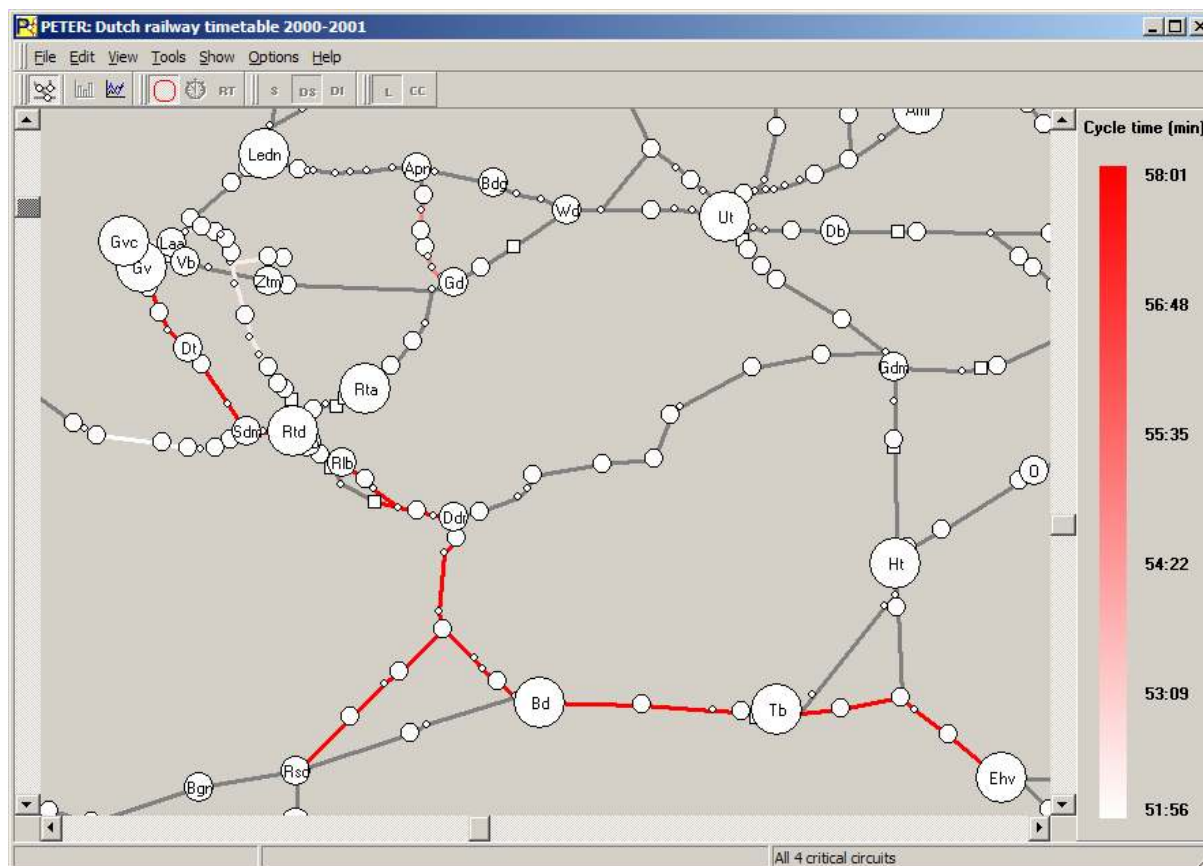 PETER: Dutch railway timetable 2000-2001
File Edit View Tools Show Options Help
RT S DS DI L CC
Cycle time (min)
58:01
56:48
55:35
54:22
53:09
51:56
Ledn
Apn
Bdg
Wd
Ut
Gvc
Laa
Gv
Vb
Ztm
Gd
Db
Dt
Rta
Gdm
Sdm
Rtd
Rlb
O
Ddr
Ht
Bd
Tb
Rsd
Bgn
Ehv
All 4 critical circuits